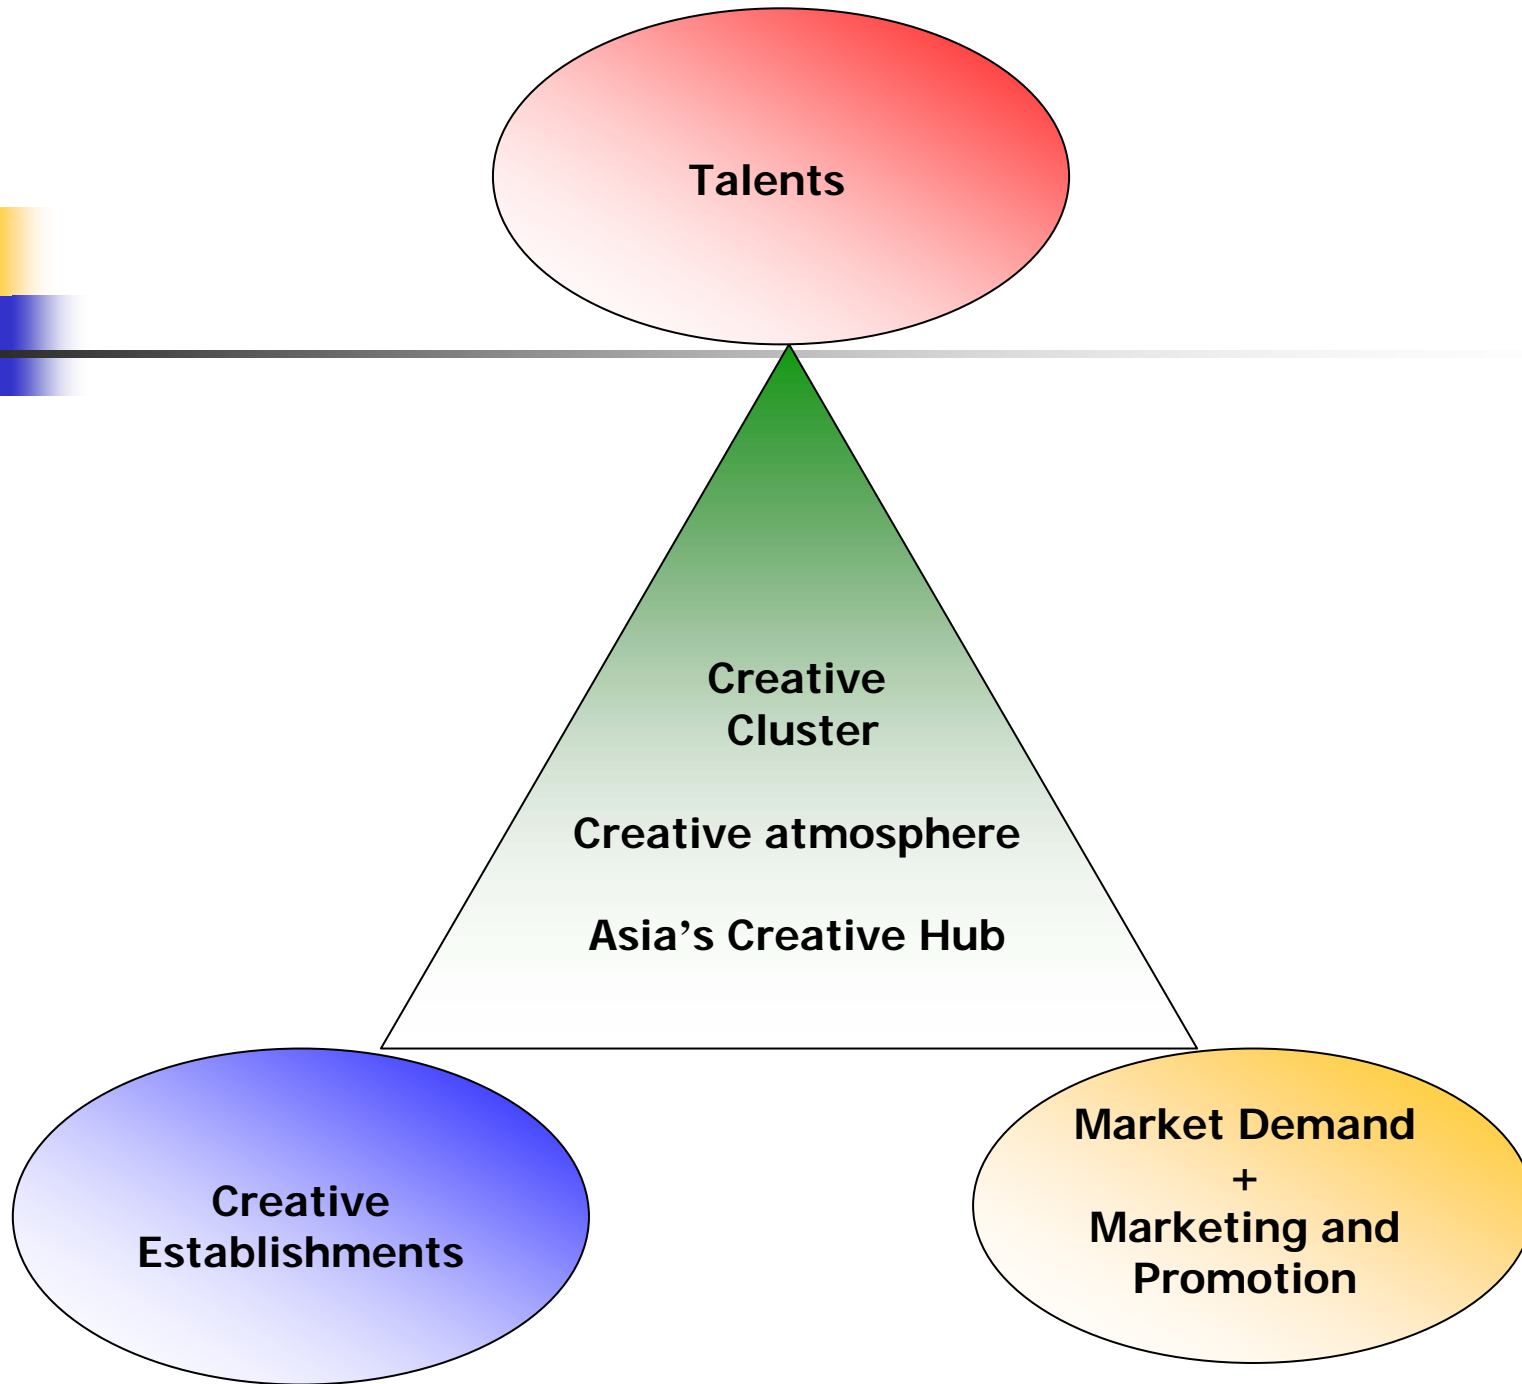 Talents
Creative
Cluster
Creative atmosphere
Asia’s Creative Hub
Creative
Establishments
Market Demand
+
Marketing and
Promotion